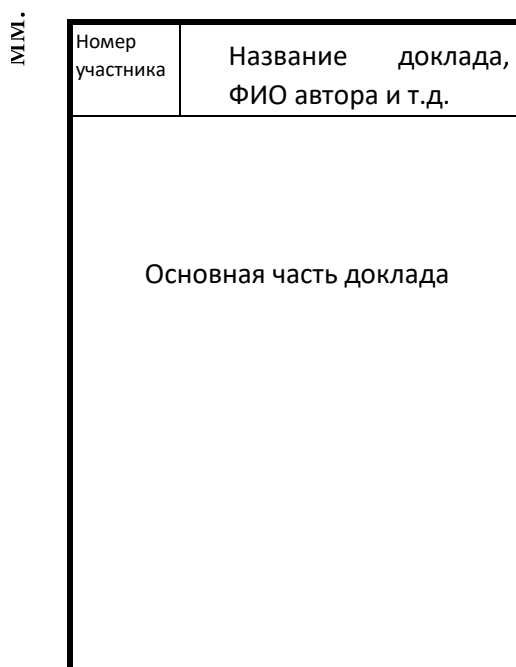 мм.
Номер
участника
Название доклада,
ФИО автора и т.д.
Основная часть доклада